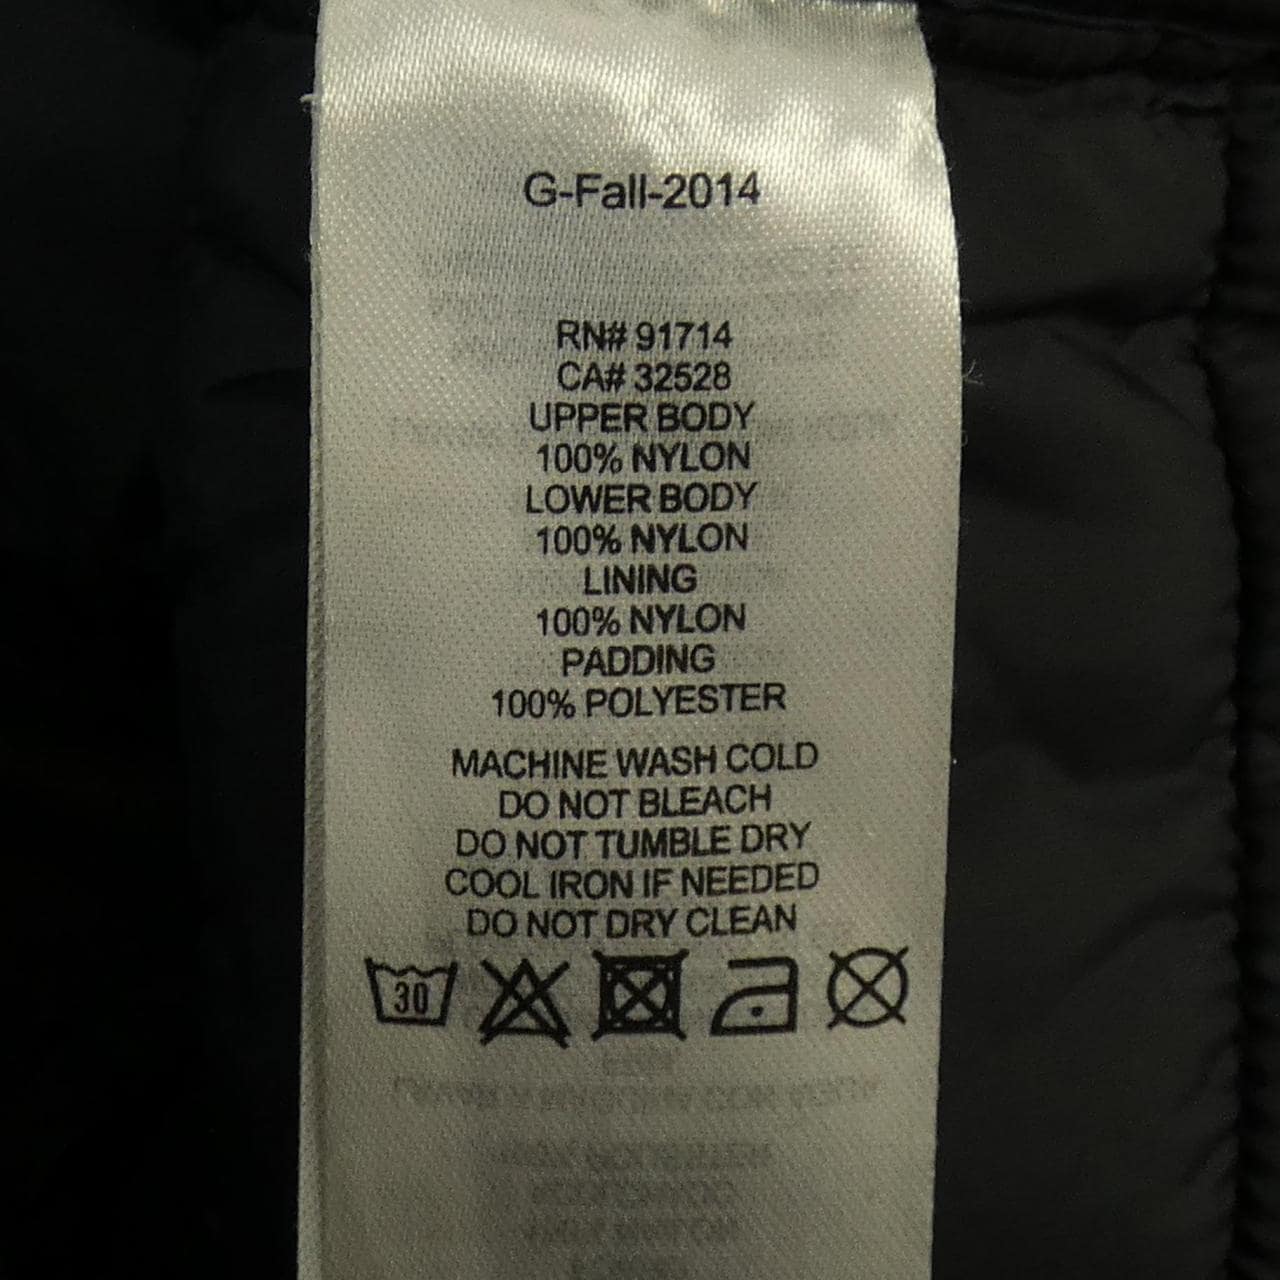 G-Fall-2014
RN# 91714
CA# 32528
UPPER BODY
100% NYLON
LOWER BODY
100% NYLON
LINING
100% NYLON
PADDING
100% POLYESTER
MACHINE WASH COLD
DO NOT BLEACH
DO NOT TUMBLE DRY
COOL IRON IF NEEDED
DO NOT DRY CLEAN
30